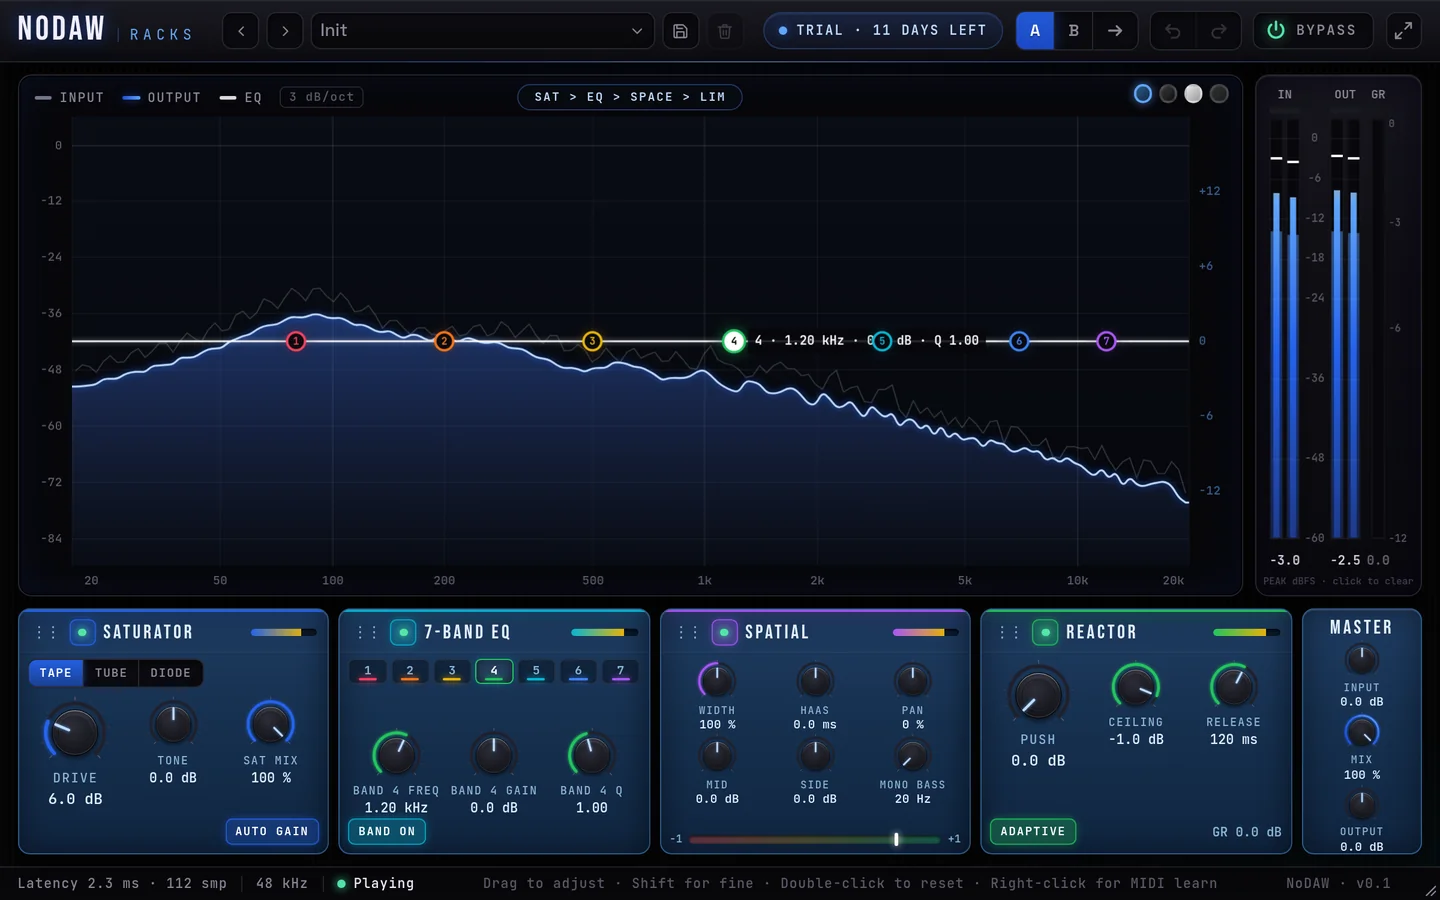 NODAW | RACKS
Init
TRIAL · 11 DAYS LEFT
A B
BYPASS
INPUT OUTPUT EQ 3 dB/oct
SAT > EQ > SPACE > LIM
0
-12
-24
-36
-48
-60
-72
-84
+12
+6
0
-6
-12
1 2 3 4 4 · 1.20 kHz · 0 5 dB · Q 1.00 6 7
20 50 100 200 500 1k 2k 5k 10k 20k
IN OUT GR
0
-6
-12
-18
-24
-36
-48
-60
0
-3
-6
-12
-3.0 -2.5 0.0
PEAK dBFS · click to clear
SATURATOR
TAPE TUBE DIODE
DRIVE
6.0 dB
TONE
0.0 dB
SAT MIX
100 %
AUTO GAIN
7-BAND EQ
1 2 3 4 5 6 7
BAND 4 FREQ
1.20 kHz
BAND 4 GAIN
0.0 dB
BAND 4 Q
1.00
BAND ON
SPATIAL
WIDTH
100 %
HAAS
0.0 ms
PAN
0 %
MID
0.0 dB
SIDE
0.0 dB
MONO BASS
20 Hz
-1 +1
REACTOR
PUSH
0.0 dB
CEILING
-1.0 dB
RELEASE
120 ms
ADAPTIVE
GR 0.0 dB
MASTER
INPUT
0.0 dB
MIX
100 %
OUTPUT
0.0 dB
Latency 2.3 ms · 112 smp 48 kHz Playing
Drag to adjust · Shift for fine · Double-click to reset · Right-click for MIDI learn
NoDAW · v0.1